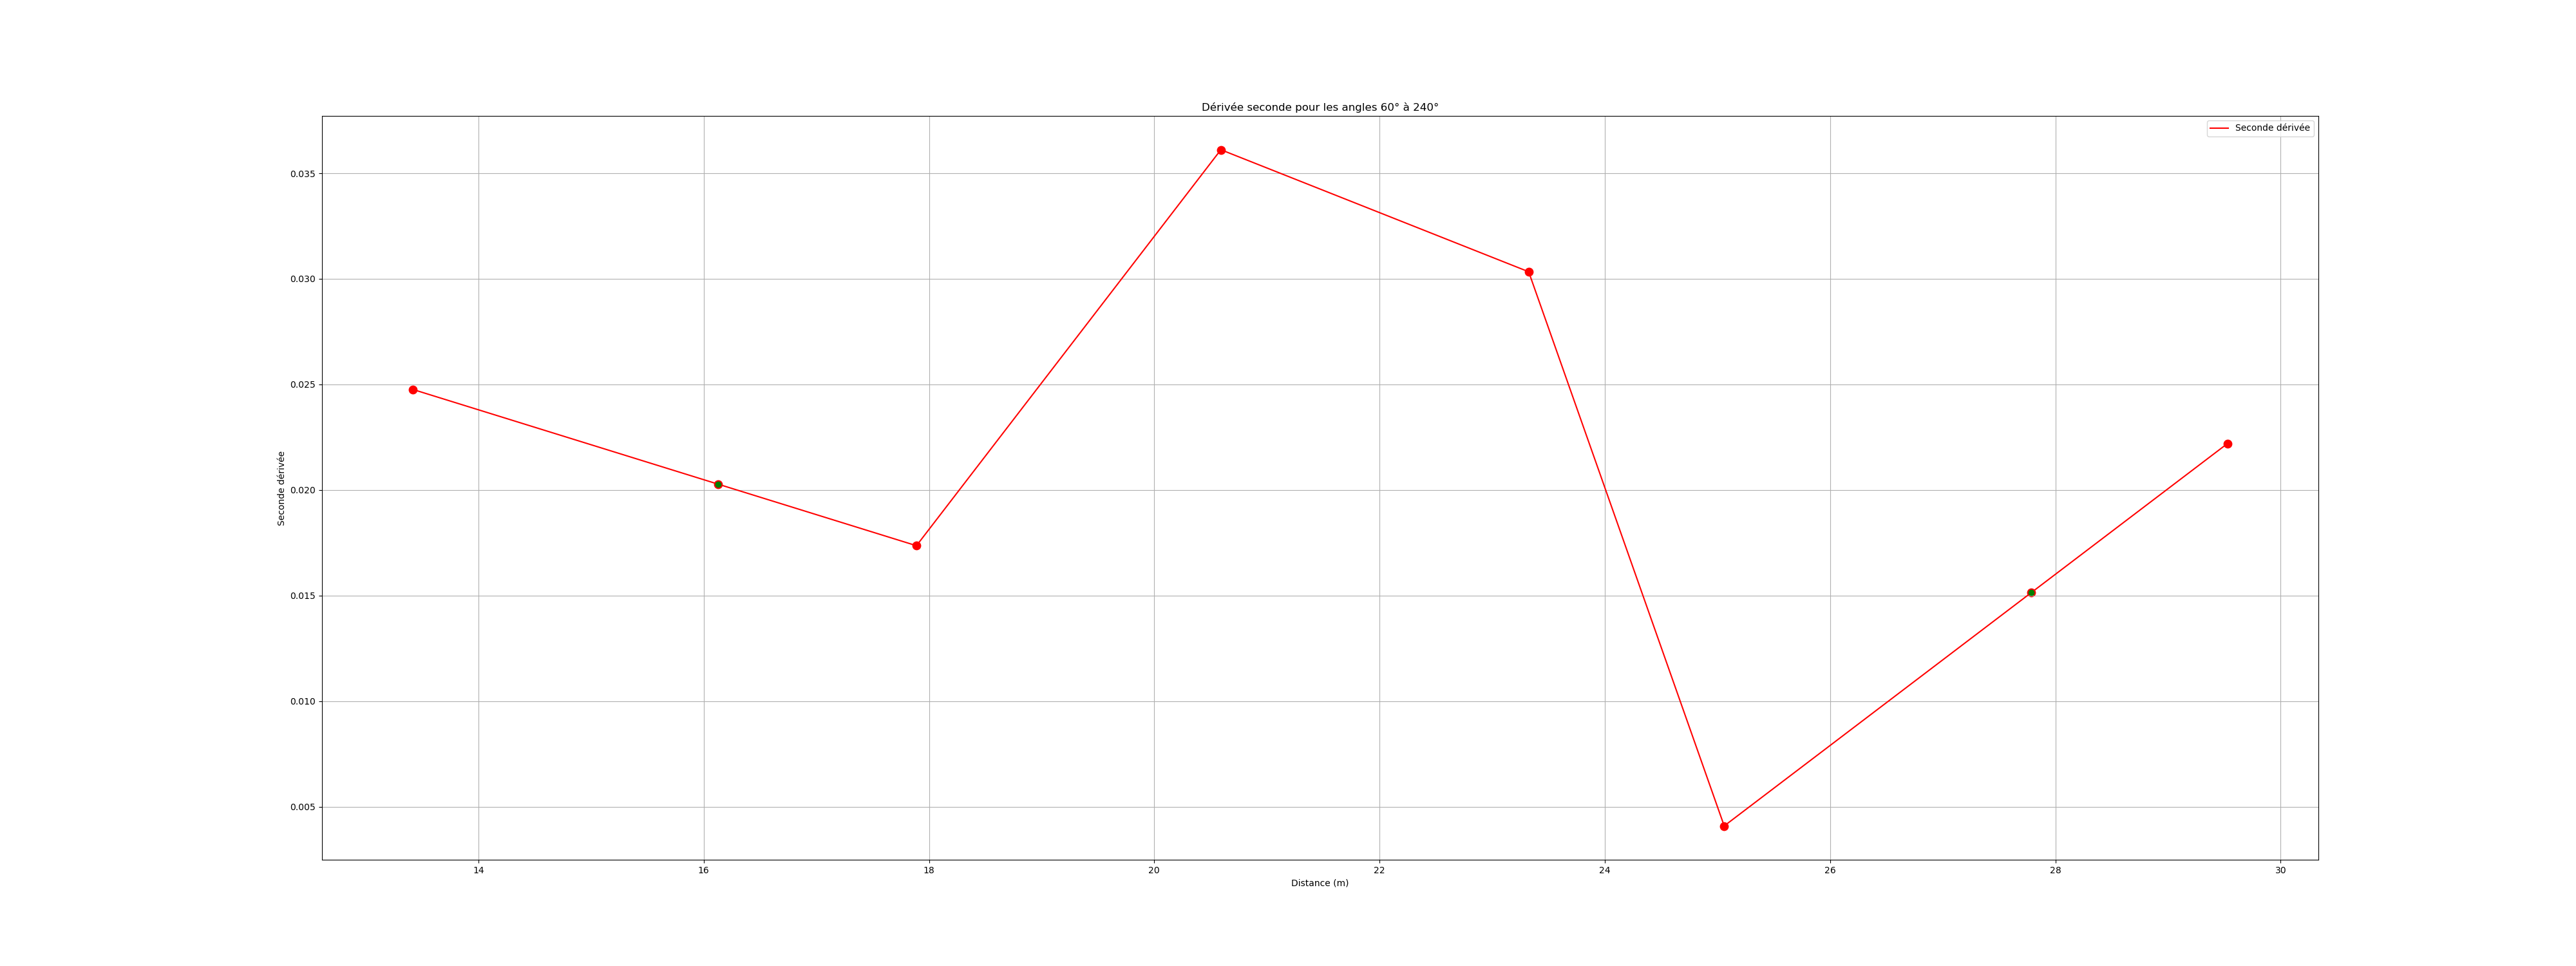 Dérivée seconde pour les angles 60° à 240°
Seconde dérivée
0.035
0.030
0.025
0.020
0.015
0.010
0.005
Seconde dérivée
14 16 18 20 22 24 26 28 30
Distance (m)